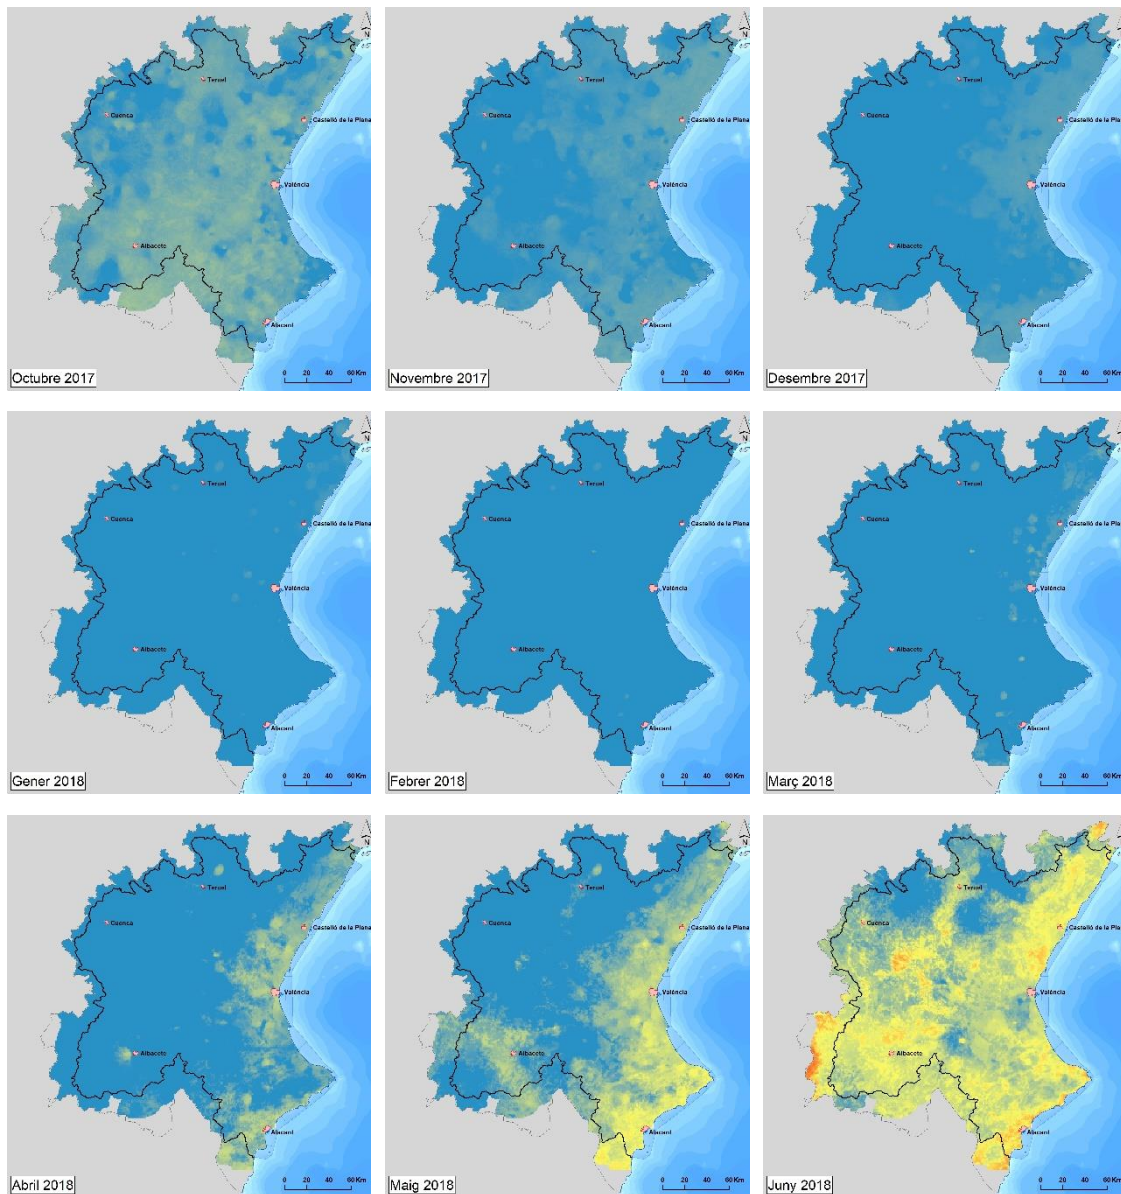 N
Teruel
Cuenca
Castelló de la Plana
València
Albacete
Alacant
Octubre 2017
0 20 40 60 Km
Teruel
Cuenca
Castelló de la Plana
València
Albacete
Alacant
Novembre 2017
0 20 40 60 Km
Teruel
Cuenca
Castelló de la Plana
València
Albacete
Alacant
Desembre 2017
0 20 40 60 Km
N
Teruel
Cuenca
Castelló de la Plana
València
Albacete
Alacant
Gener 2018
0 20 40 60 Km
N
Teruel
Cuenca
Castelló de la Plana
València
Albacete
Alacant
Febrer 2018
0 20 40 60 Km
N
Teruel
Cuenca
Castelló de la Plana
València
Albacete
Alacant
Març 2018
0 20 40 60 Km
N
Teruel
Cuenca
Castelló de la Plana
València
Albacete
Alacant
Abril 2018
0 20 40 60 Km
N
Teruel
Cuenca
Castelló de la Plana
València
Albacete
Alacant
Maig 2018
0 20 40 60 Km
N
Teruel
Cuenca
Castelló de la Plana
València
Albacete
Alacant
Juny 2018
0 20 40 60 Km